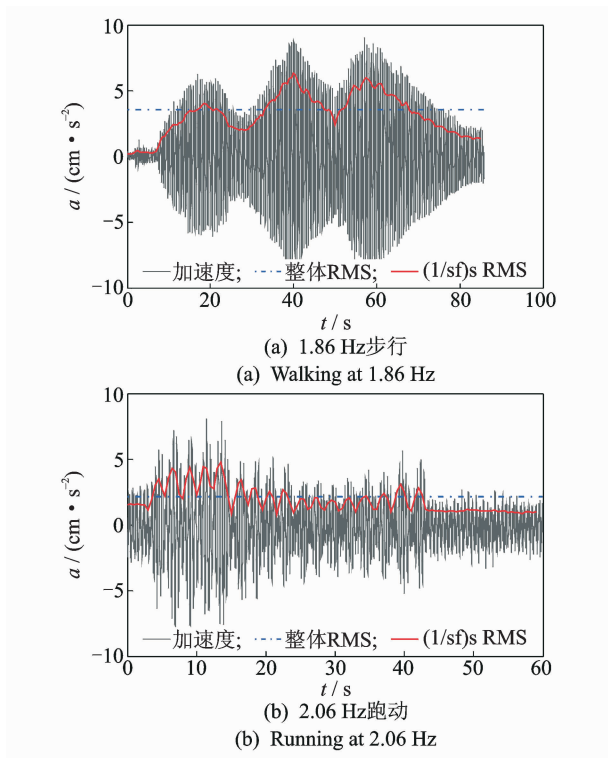 10
5
0
−5
−10
a / (cm · s⁻²)
加速度; 整体RMS; (1/sf)s RMS
0 20 40 60 80 100
t / s
(a) 1.86 Hz步行
(a) Walking at 1.86 Hz
10
5
0
−5
−10
a / (cm · s⁻²)
加速度; 整体RMS; (1/sf)s RMS
0 10 20 30 40 50 60
t / s
(b) 2.06 Hz跑动
(b) Running at 2.06 Hz